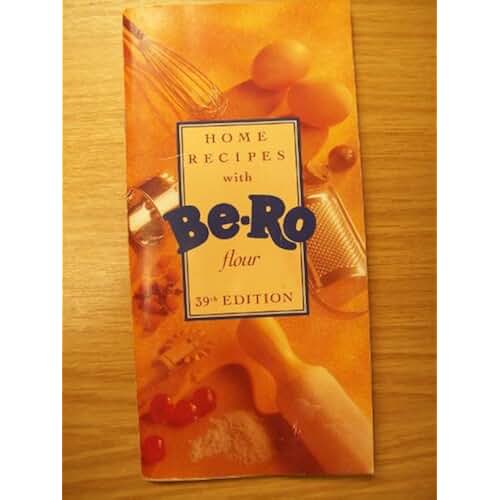 HOME
RECIPES
with
Be-Ro
flour
39th EDITION